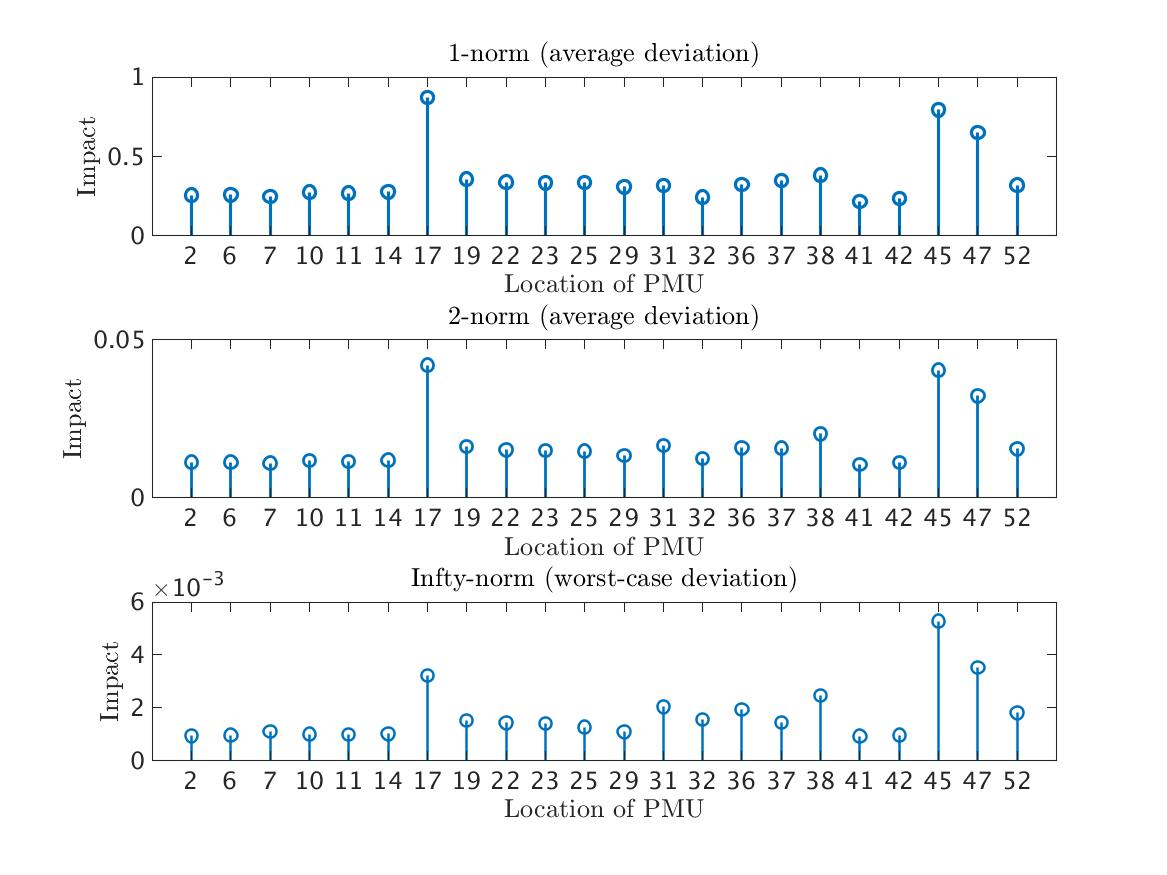 1-norm (average deviation)
1
0.5
0
Impact
2 6 7 10 11 14 17 19 22 23 25 29 31 32 36 37 38 41 42 45 47 52
Location of PMU
2-norm (average deviation)
0.05
0
Impact
2 6 7 10 11 14 17 19 22 23 25 29 31 32 36 37 38 41 42 45 47 52
Location of PMU
Infty-norm (worst-case deviation)
×10⁻³
6
4
2
0
Impact
2 6 7 10 11 14 17 19 22 23 25 29 31 32 36 37 38 41 42 45 47 52
Location of PMU